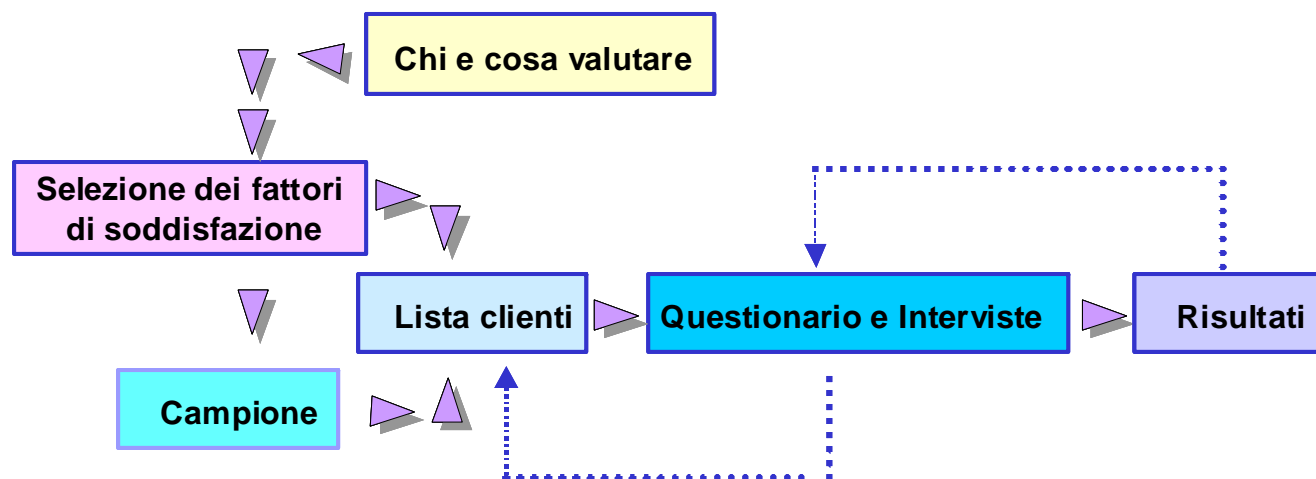 Chi e cosa valutare
Selezione dei fattori
di soddisfazione
Lista clienti
Questionario e Interviste
Risultati
Campione